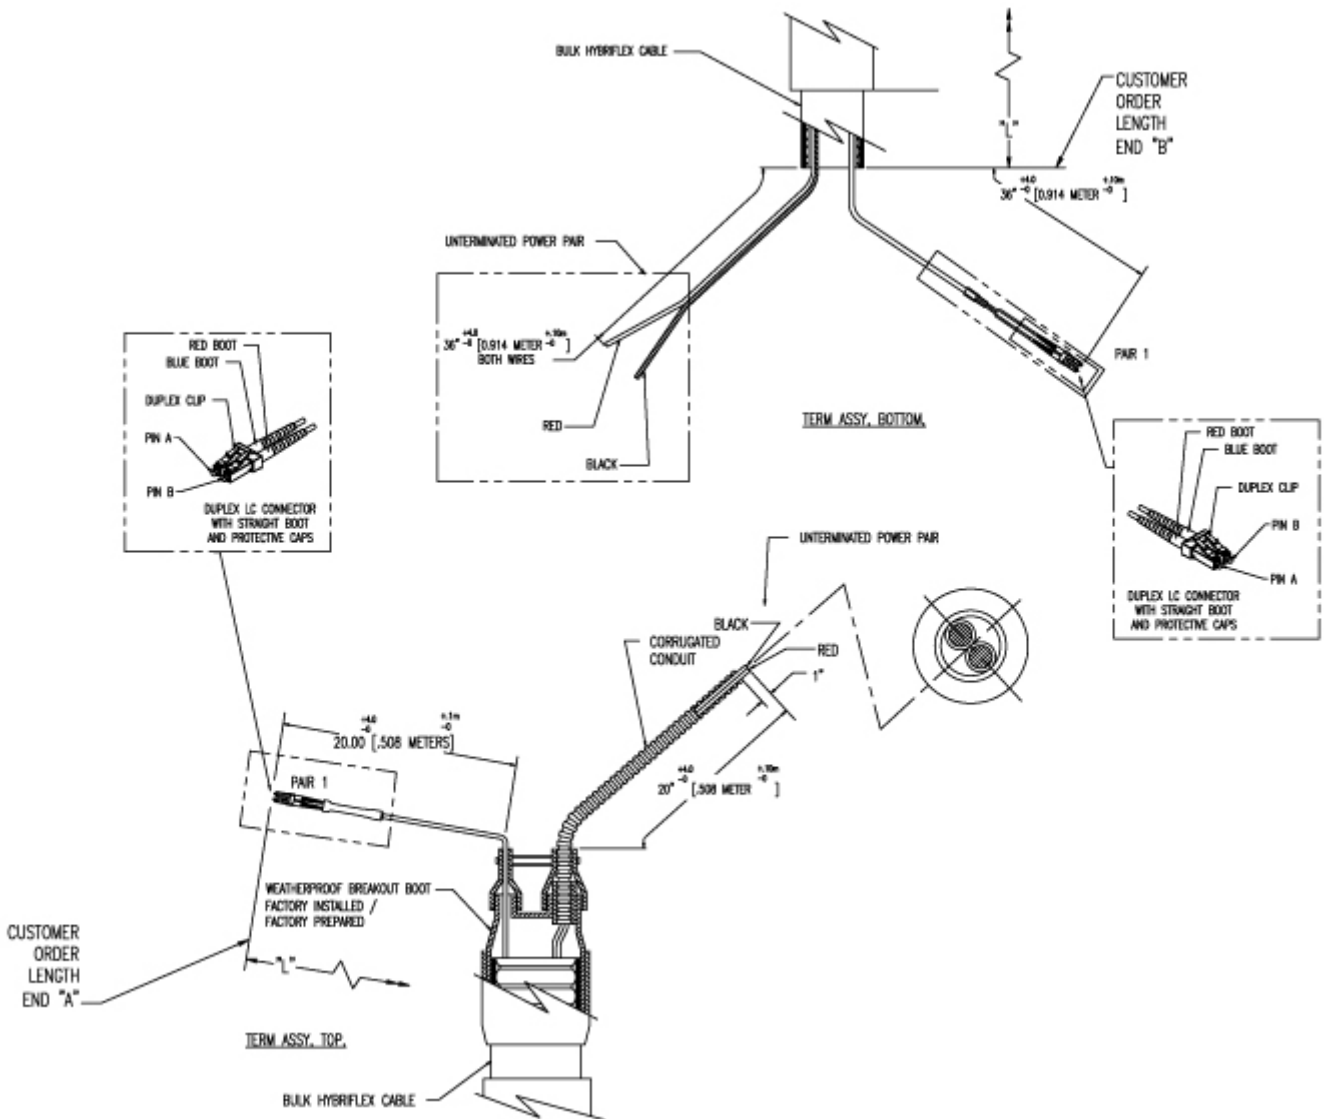 BULK HYBRIFLEX CABLE
CUSTOMER
ORDER
LENGTH
END "B"
"L"
36" +4.0 -0 [0.914 METER +.10m -0 ]
UNTERMINATED POWER PAIR
36" +4.0 -0 [0.914 METER +.10m -0 ]
BOTH WIRES
RED
BLACK
PAIR 1
TERM ASSY, BOTTOM,
RED BOOT
BLUE BOOT
DUPLEX CLIP
PIN A
PIN B
DUPLEX LC CONNECTOR
WITH STRAIGHT BOOT
AND PROTECTIVE CAPS
RED BOOT
BLUE BOOT
DUPLEX CLIP
PIN B
PIN A
DUPLEX LC CONNECTOR
WITH STRAIGHT BOOT
AND PROTECTIVE CAPS
UNTERMINATED POWER PAIR
BLACK
CORRUGATED
CONDUIT
RED
1"
20" +4.0 -0 [.508 METER +.10m -0 ]
20.00 +4.0 -0 [.508 METERS] +.1m -0
PAIR 1
WEATHERPROOF BREAKOUT BOOT
FACTORY INSTALLED /
FACTORY PREPARED
CUSTOMER
ORDER
LENGTH
END "A"
"L"
TERM ASSY, TOP,
BULK HYBRIFLEX CABLE